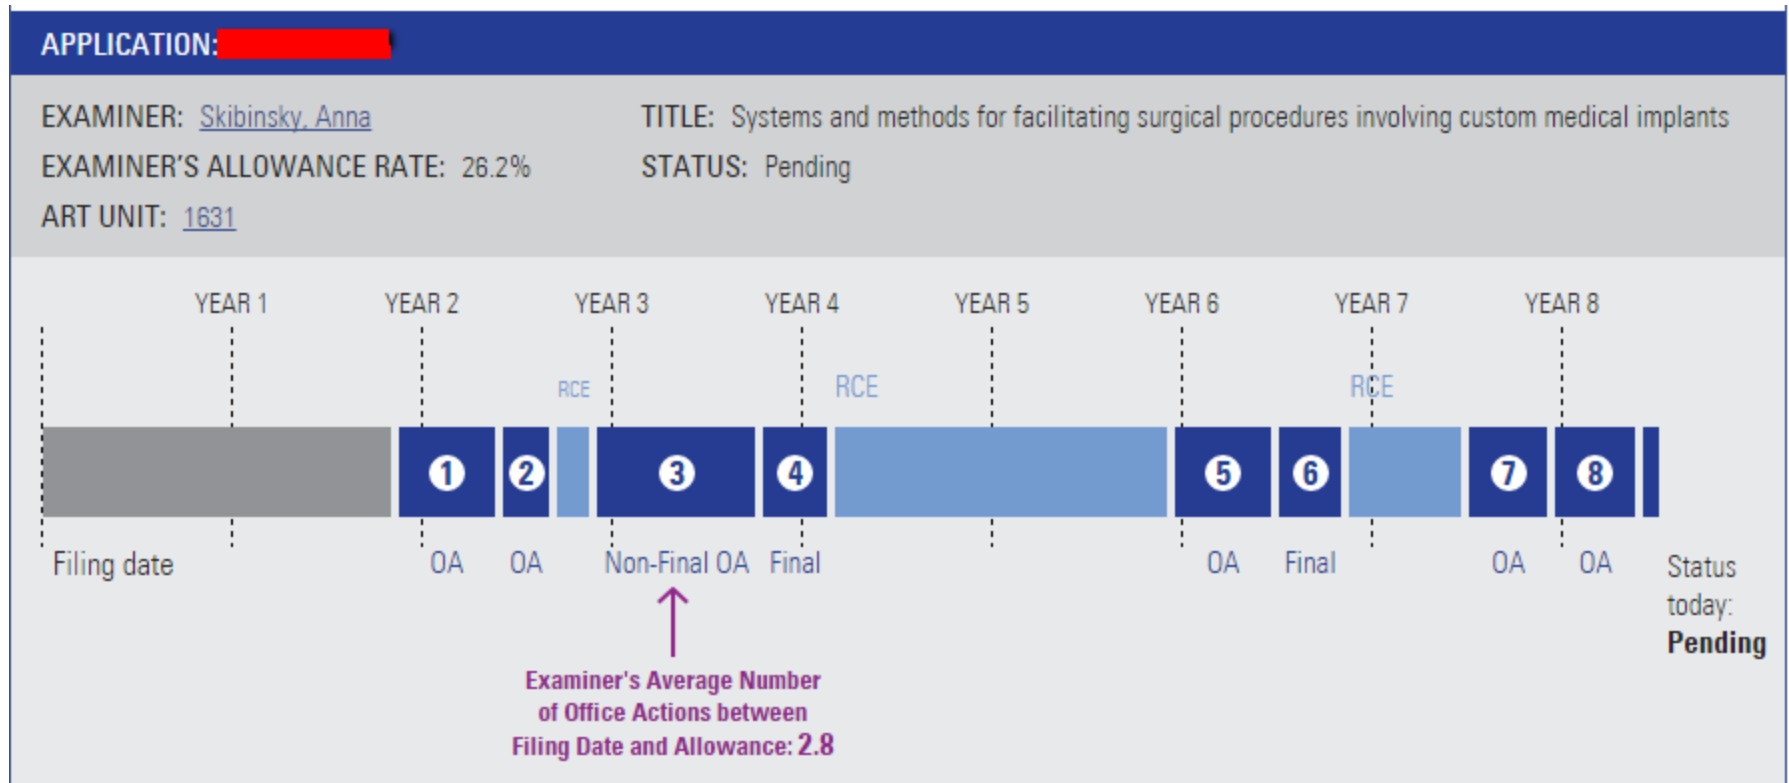 APPLICATION:
EXAMINER: Skibinsky, Anna
TITLE: Systems and methods for facilitating surgical procedures involving custom medical implants
EXAMINER'S ALLOWANCE RATE: 26.2%
STATUS: Pending
ART UNIT: 1631
YEAR 1 YEAR 2 YEAR 3 YEAR 4 YEAR 5 YEAR 6 YEAR 7 YEAR 8
RCE RCE RCE
1 2 3 4 5 6 7 8
Filing date OA OA Non-Final OA Final OA Final OA OA
Status
today:
Pending
Examiner's Average Number
of Office Actions between
Filing Date and Allowance: 2.8